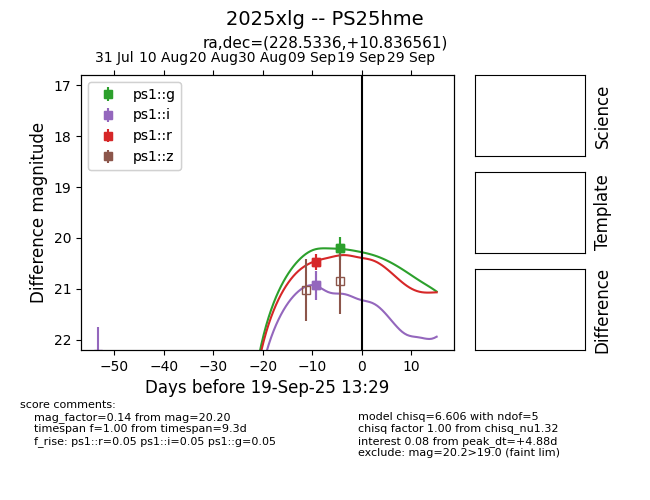 2025xlg -- PS25hme
ra,dec=(228.5336,+10.836561)
31 Jul 10 Aug 20 Aug 30 Aug 09 Sep 19 Sep 29 Sep
17
18
19
20
21
22
Difference magnitude
ps1::g
ps1::i
ps1::r
ps1::z
−50 −40 −30 −20 −10 0 10
Days before 19-Sep-25 13:29
Science
Template
Difference
score comments:
mag_factor=0.14 from mag=20.20
timespan f=1.00 from timespan=9.3d
f_rise: ps1::r=0.05 ps1::i=0.05 ps1::g=0.05
model chisq=6.606 with ndof=5
chisq factor 1.00 from chisq_nu1.32
interest 0.08 from peak_dt=+4.88d
exclude: mag=20.2>19.0 (faint lim)